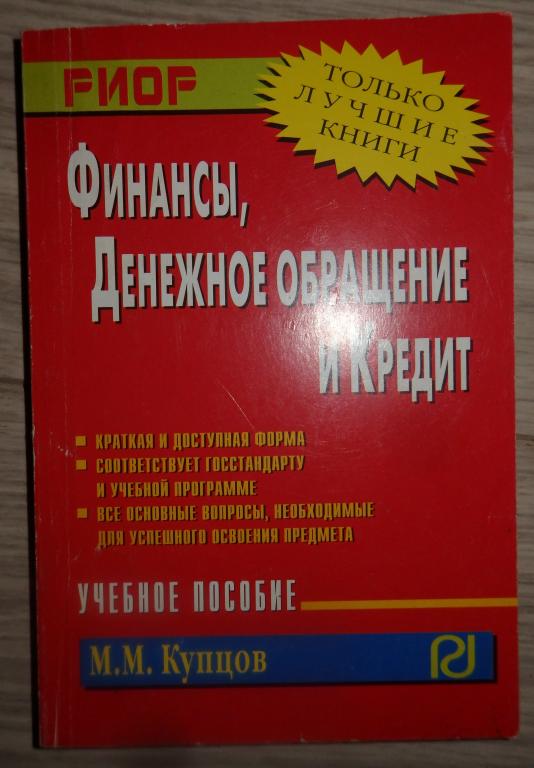 РИОР
ТОЛЬКО
ЛУЧШИЕ
КНИГИ
Финансы,
Денежное обращение
и Кредит
КРАТКАЯ И ДОСТУПНАЯ ФОРМА
СООТВЕТСТВУЕТ ГОССТАНДАРТУ
И УЧЕБНОЙ ПРОГРАММЕ
ВСЕ ОСНОВНЫЕ ВОПРОСЫ, НЕОБХОДИМЫЕ
ДЛЯ УСПЕШНОГО ОСВОЕНИЯ ПРЕДМЕТА
УЧЕБНОЕ ПОСОБИЕ
М.М. Купцов